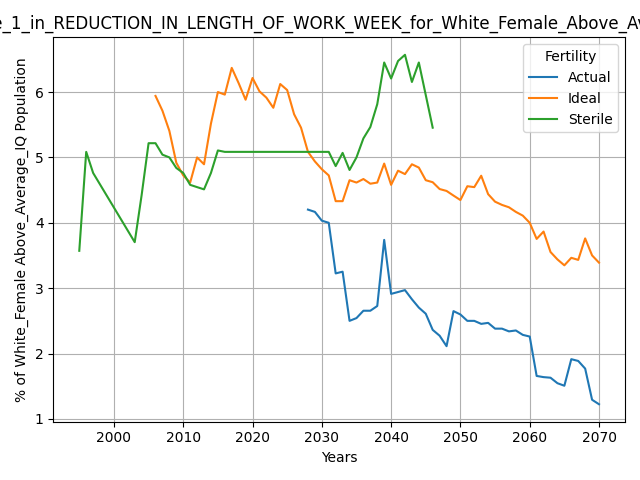 e_1_in_REDUCTION_IN_LENGTH_OF_WORK_WEEK_for_White_Female_Above_Av
Fertility
Actual
Ideal
Sterile
% of White_Female Above_Average_IQ Population
6
5
4
3
2
1
2000 2010 2020 2030 2040 2050 2060 2070
Years